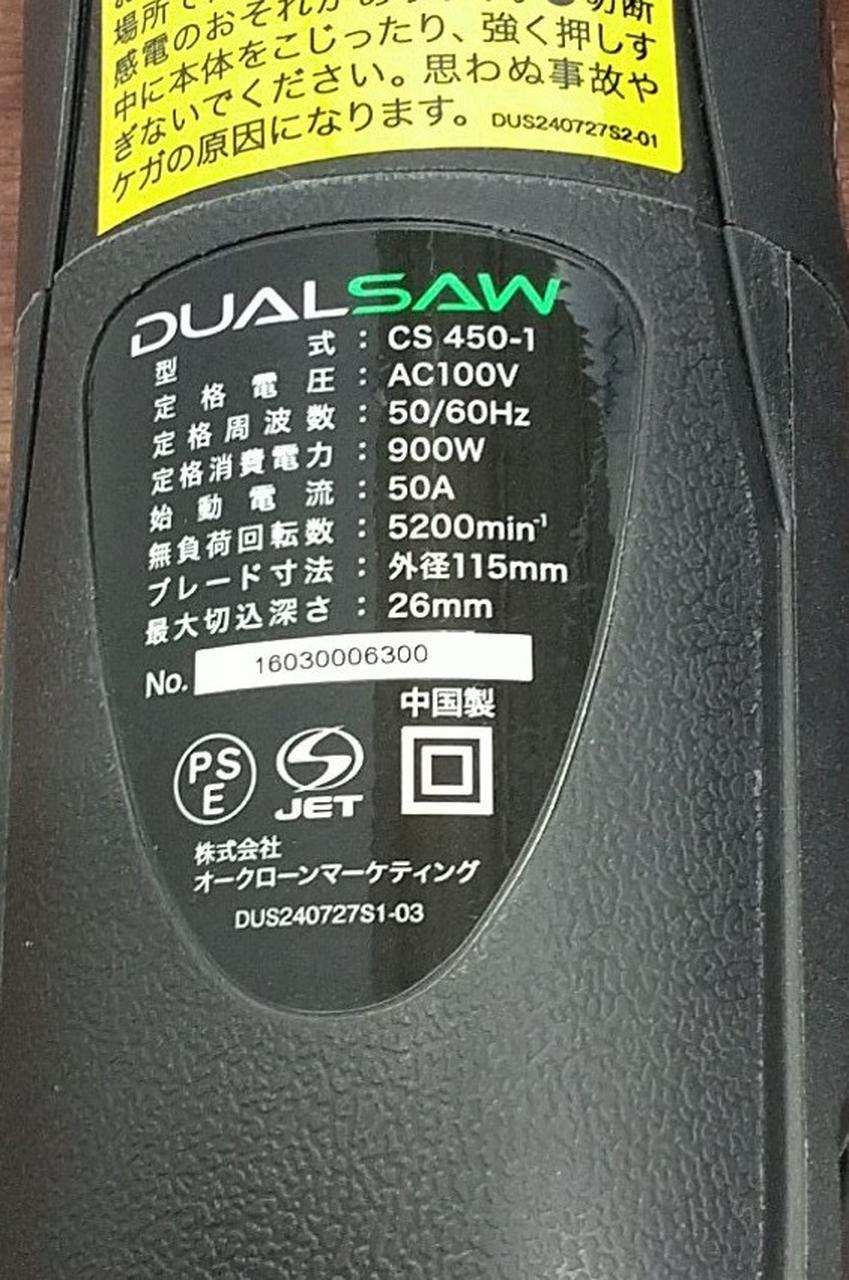 場所で
感電のおそれがあ 切断
中に本体をこじったり、強く押しす
ぎないでください。思わぬ事故や
ケガの原因になります。 DUS240727S2-01
DUALSAW
型式:CS 450-1
定格電圧:AC100V
定格周波数:50/60Hz
定格消費電力:900W
始動電流:50A
無負荷回転数:5200min⁻¹
ブレード寸法:外径115mm
最大切込深さ:26mm
No. 16030006300
中国製
PSE
JET
株式会社
オークローンマーケティング
DUS240727S1-03